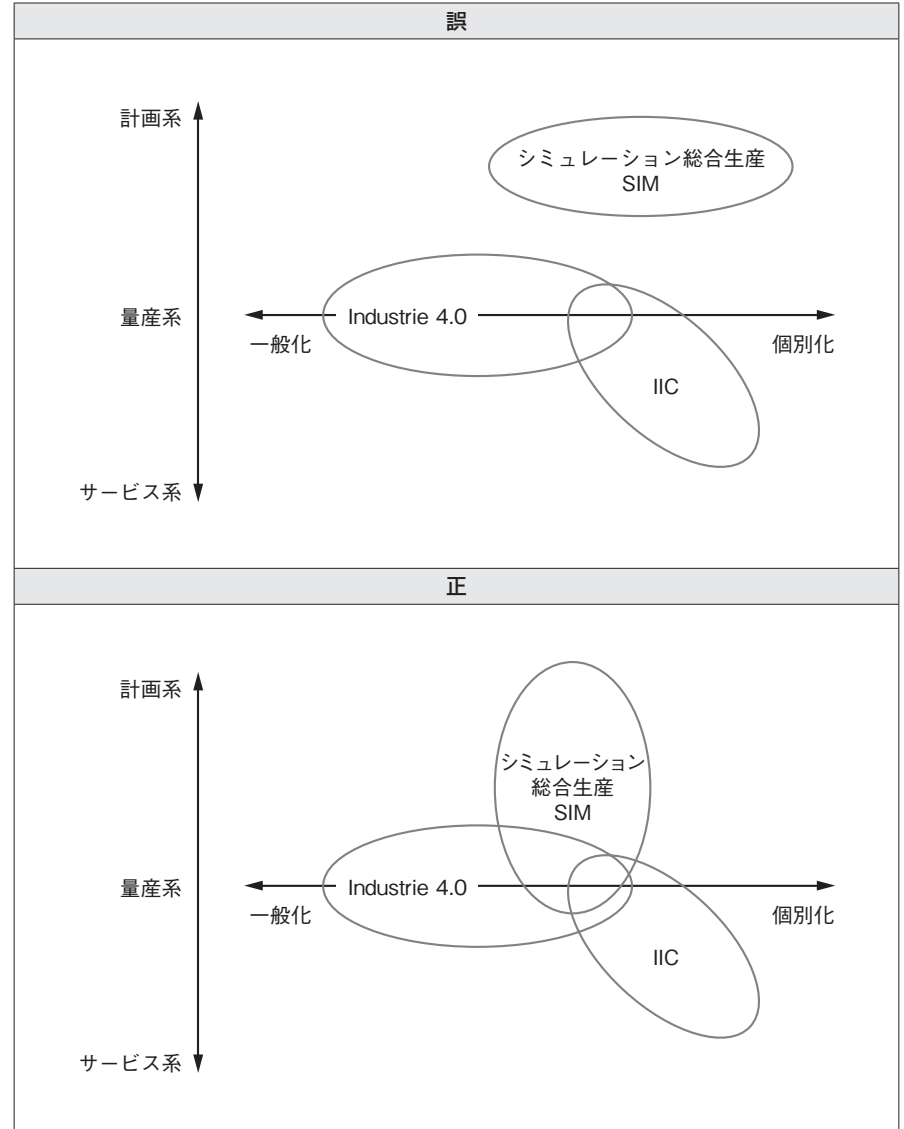 誤
計画系
シミュレーション総合生産
SIM
量産系
Industrie 4.0
一般化
個別化
IIC
サービス系
正
計画系
シミュレーション
総合生産
SIM
量産系
Industrie 4.0
一般化
個別化
IIC
サービス系